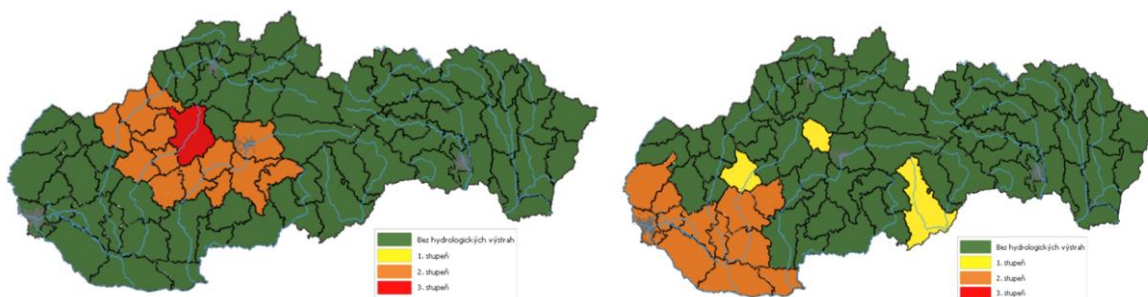 Bez hydrologických výstrah
1. stupeň
2. stupeň
3. stupeň
Bez hydrologických výstrah
1. stupeň
2. stupeň
3. stupeň